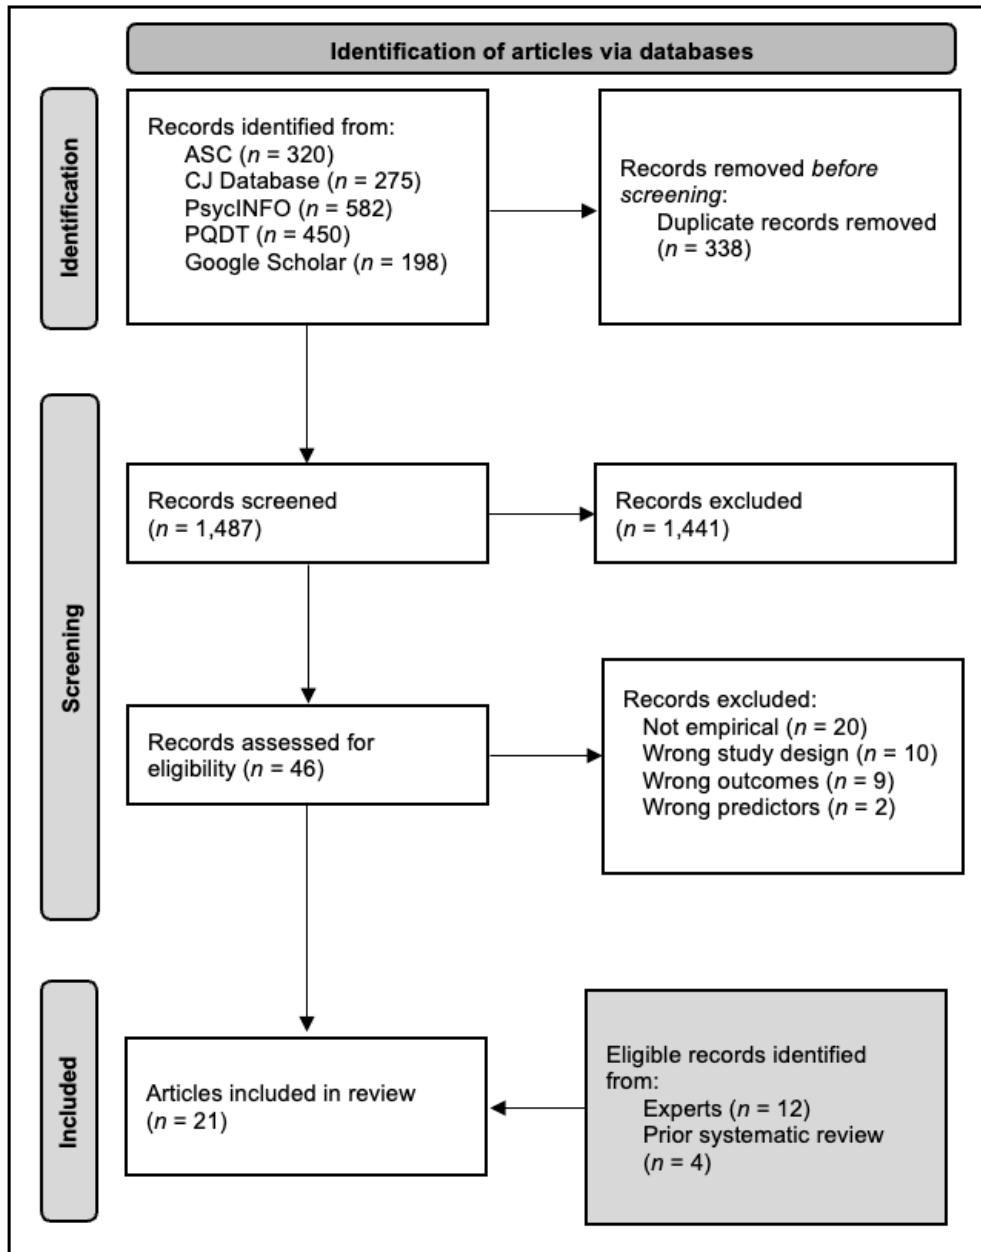 Identification of articles via databases
Identification
Records identified from:
ASC (n = 320)
CJ Database (n = 275)
PsycINFO (n = 582)
PQDT (n = 450)
Google Scholar (n = 198)
Records removed before
screening:
Duplicate records removed
(n = 338)
Screening
Records screened
(n = 1,487)
Records excluded
(n = 1,441)
Records assessed for
eligibility (n = 46)
Records excluded:
Not empirical (n = 20)
Wrong study design (n = 10)
Wrong outcomes (n = 9)
Wrong predictors (n = 2)
Included
Articles included in review
(n = 21)
Eligible records identified
from:
Experts (n = 12)
Prior systematic review
(n = 4)